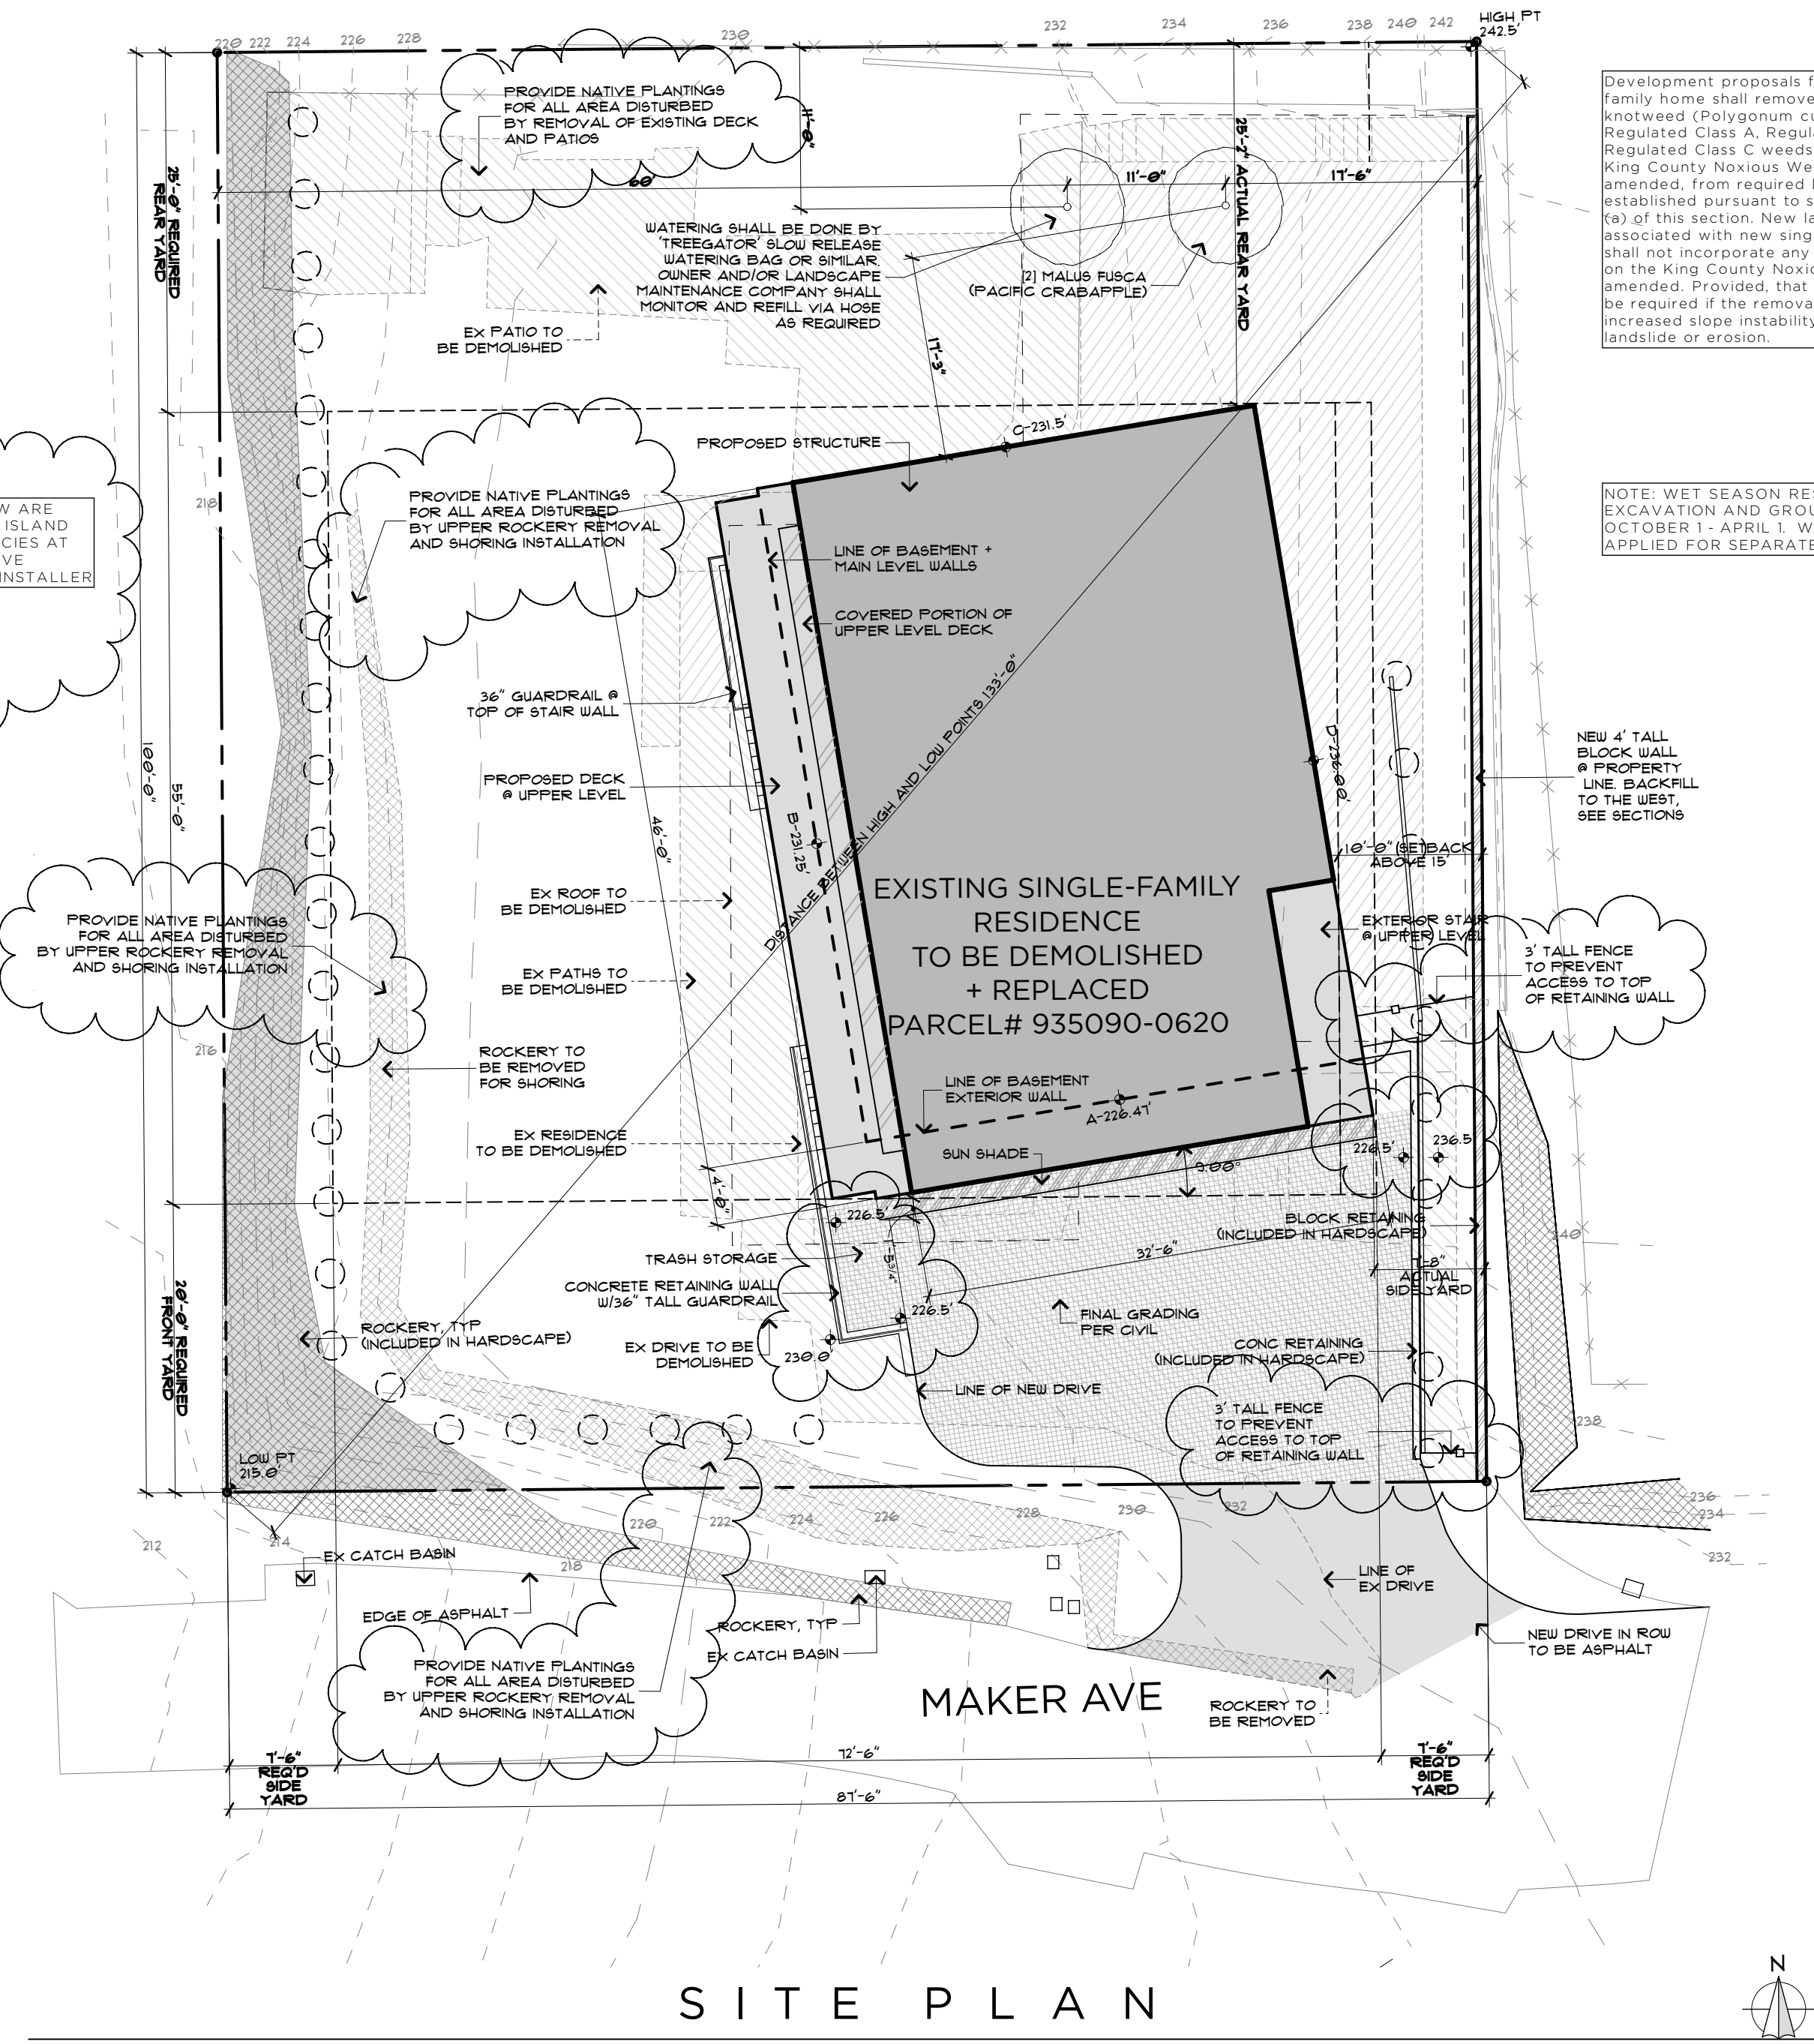 220 222 224 226 228 230 232 234 236 238 240 242
HIGH PT
242.5'
PROVIDE NATIVE PLANTINGS
FOR ALL AREA DISTURBED
BY REMOVAL OF EXISTING DECK
AND PATIOS
11'-0"
25'-0" REQUIRED
REAR YARD
60'
11'-0"
17'-6"
25'-2" ACTUAL REAR YARD
WATERING SHALL BE DONE BY
'TREEGATOR' SLOW RELEASE
WATERING BAG OR SIMILAR.
OWNER AND/OR LANDSCAPE
MAINTENANCE COMPANY SHALL
MONITOR AND REFILL VIA HOSE
AS REQUIRED
[2] MALUS FUSCA
(PACIFIC CRABAPPLE)
EX PATIO TO
BE DEMOLISHED
17'-3"
Development proposals f
family home shall remove
knotweed (Polygonum cu
Regulated Class A, Regul
Regulated Class C weeds
King County Noxious We
amended, from required l
established pursuant to s
(a) of this section. New la
associated with new sing
shall not incorporate any
on the King County Noxi
amended. Provided, that
be required if the remova
increased slope instability
landslide or erosion.
PROPOSED STRUCTURE
C-231.5'
218
PROVIDE NATIVE PLANTINGS
FOR ALL AREA DISTURBED
BY UPPER ROCKERY REMOVAL
AND SHORING INSTALLATION
W ARE
ISLAND
CIES AT
VE
INSTALLER
NOTE: WET SEASON RES
EXCAVATION AND GROU
OCTOBER 1 - APRIL 1. W
APPLIED FOR SEPARATE
LINE OF BASEMENT +
MAIN LEVEL WALLS
COVERED PORTION OF
UPPER LEVEL DECK
36" GUARDRAIL @
TOP OF STAIR WALL
DISTANCE BETWEEN HIGH AND LOW POINTS 133'-0"
100'-0"
55'-0"
PROPOSED DECK
@ UPPER LEVEL
B-231.25'
46'-0"
D-236.00'
NEW 4' TALL
BLOCK WALL
@ PROPERTY
LINE. BACKFILL
TO THE WEST,
SEE SECTIONS
10'-0" (SETBACK
ABOVE 15'
EX ROOF TO
BE DEMOLISHED
EXISTING SINGLE-FAMILY
RESIDENCE
TO BE DEMOLISHED
+ REPLACED
PARCEL# 935090-0620
EXTERIOR STAIR
@ UPPER LEVEL
PROVIDE NATIVE PLANTINGS
FOR ALL AREA DISTURBED
BY UPPER ROCKERY REMOVAL
AND SHORING INSTALLATION
EX PATHS TO
BE DEMOLISHED
3' TALL FENCE
TO PREVENT
ACCESS TO TOP
OF RETAINING WALL
216
ROCKERY TO
BE REMOVED
FOR SHORING
LINE OF BASEMENT
EXTERIOR WALL
A-226.47'
EX RESIDENCE
TO BE DEMOLISHED
SUN SHADE
9.00°
226.5'
236.5'
4'-0"
226.5'
BLOCK RETAINING
(INCLUDED IN HARDSCAPE)
240
TRASH STORAGE
32'-6"
7'-8"
ACTUAL
SIDE YARD
CONCRETE RETAINING WALL
W/36" TALL GUARDRAIL
226.5'
20'-0" REQUIRED
FRONT YARD
ROCKERY, TYP
(INCLUDED IN HARDSCAPE)
EX DRIVE TO BE
DEMOLISHED
230.0'
FINAL GRADING
PER CIVIL
CONC RETAINING
(INCLUDED IN HARDSCAPE)
LINE OF NEW DRIVE
3' TALL FENCE
TO PREVENT
ACCESS TO TOP
OF RETAINING WALL
238
LOW PT
215.0'
212
214
220 222 224 226 228 230 232
236
234
232
EX CATCH BASIN
218
LINE OF
EX DRIVE
EDGE OF ASPHALT
ROCKERY, TYP
EX CATCH BASIN
NEW DRIVE IN ROW
TO BE ASPHALT
PROVIDE NATIVE PLANTINGS
FOR ALL AREA DISTURBED
BY UPPER ROCKERY REMOVAL
AND SHORING INSTALLATION
MAKER AVE
ROCKERY TO
BE REMOVED
7'-6"
REQ'D
SIDE
YARD
72'-6"
7'-6"
REQ'D
SIDE
YARD
87'-6"
SITE PLAN
N